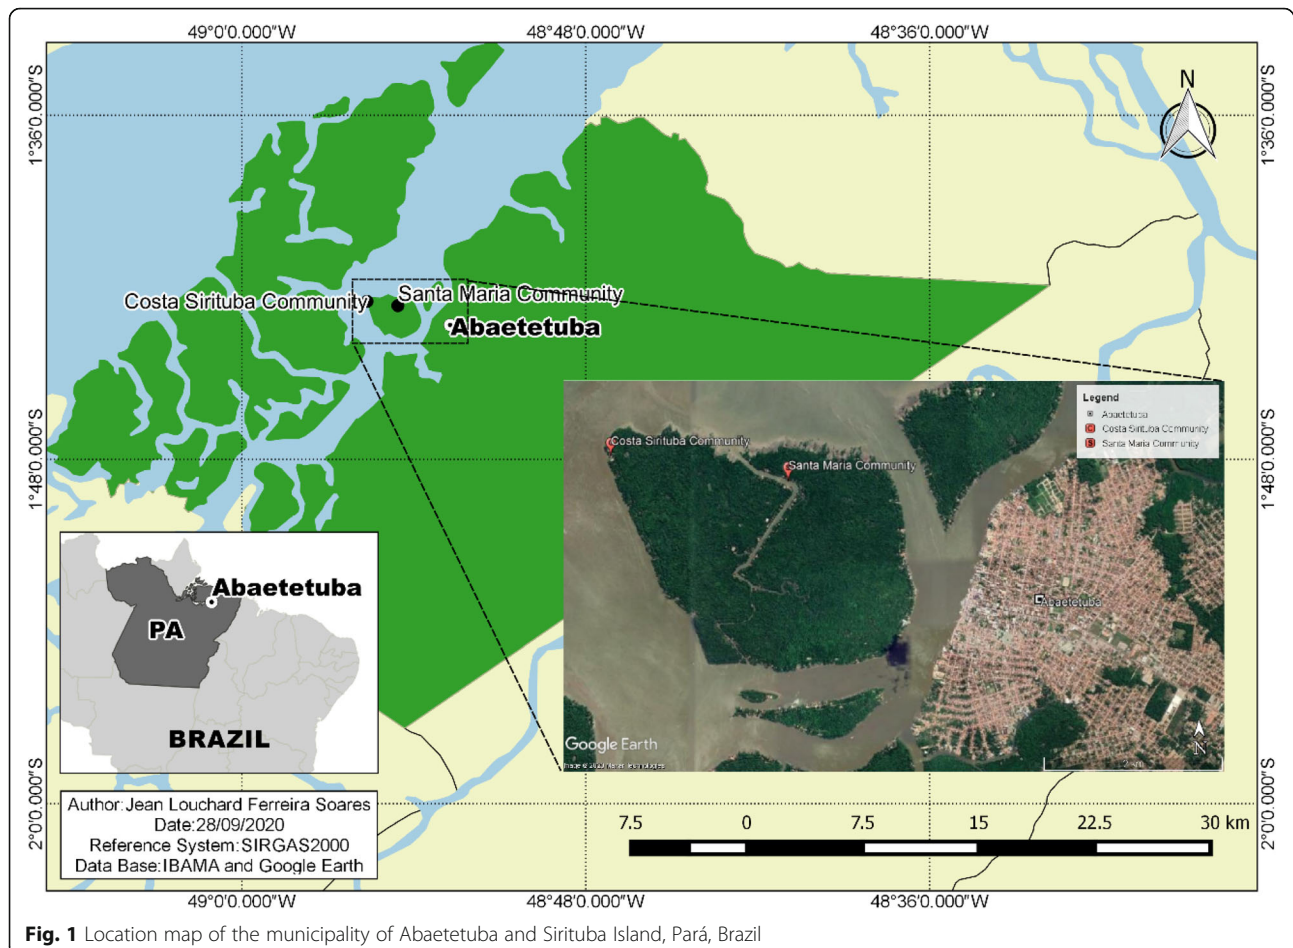 49°0'0.000"W 48°48'0.000"W 48°36'0.000"W
N
1°36'0.000"S
1°36'0.000"S
Costa Sirituba Community
Santa Maria Community
Abaetetuba
Legend
Abaetetuba
Costa Sirituba Community
Santa Maria Community
Costa Sirituba Community
Santa Maria Community
1°48'0.000"S
1°48'0.000"S
Abaetetuba
Abaetetuba
PA
BRAZIL
Google Earth
N
Author:Jean Louchard Ferreira Soares
Date:28/09/2020
Reference System:SIRGAS2000
Data Base:IBAMA and Google Earth
2°0'0.000"S
2°0'0.000"S
7.5 0 7.5 15 22.5 30 km
49°0'0.000"W 48°48'0.000"W 48°36'0.000"W
Fig. 1 Location map of the municipality of Abaetetuba and Sirituba Island, Pará, Brazil